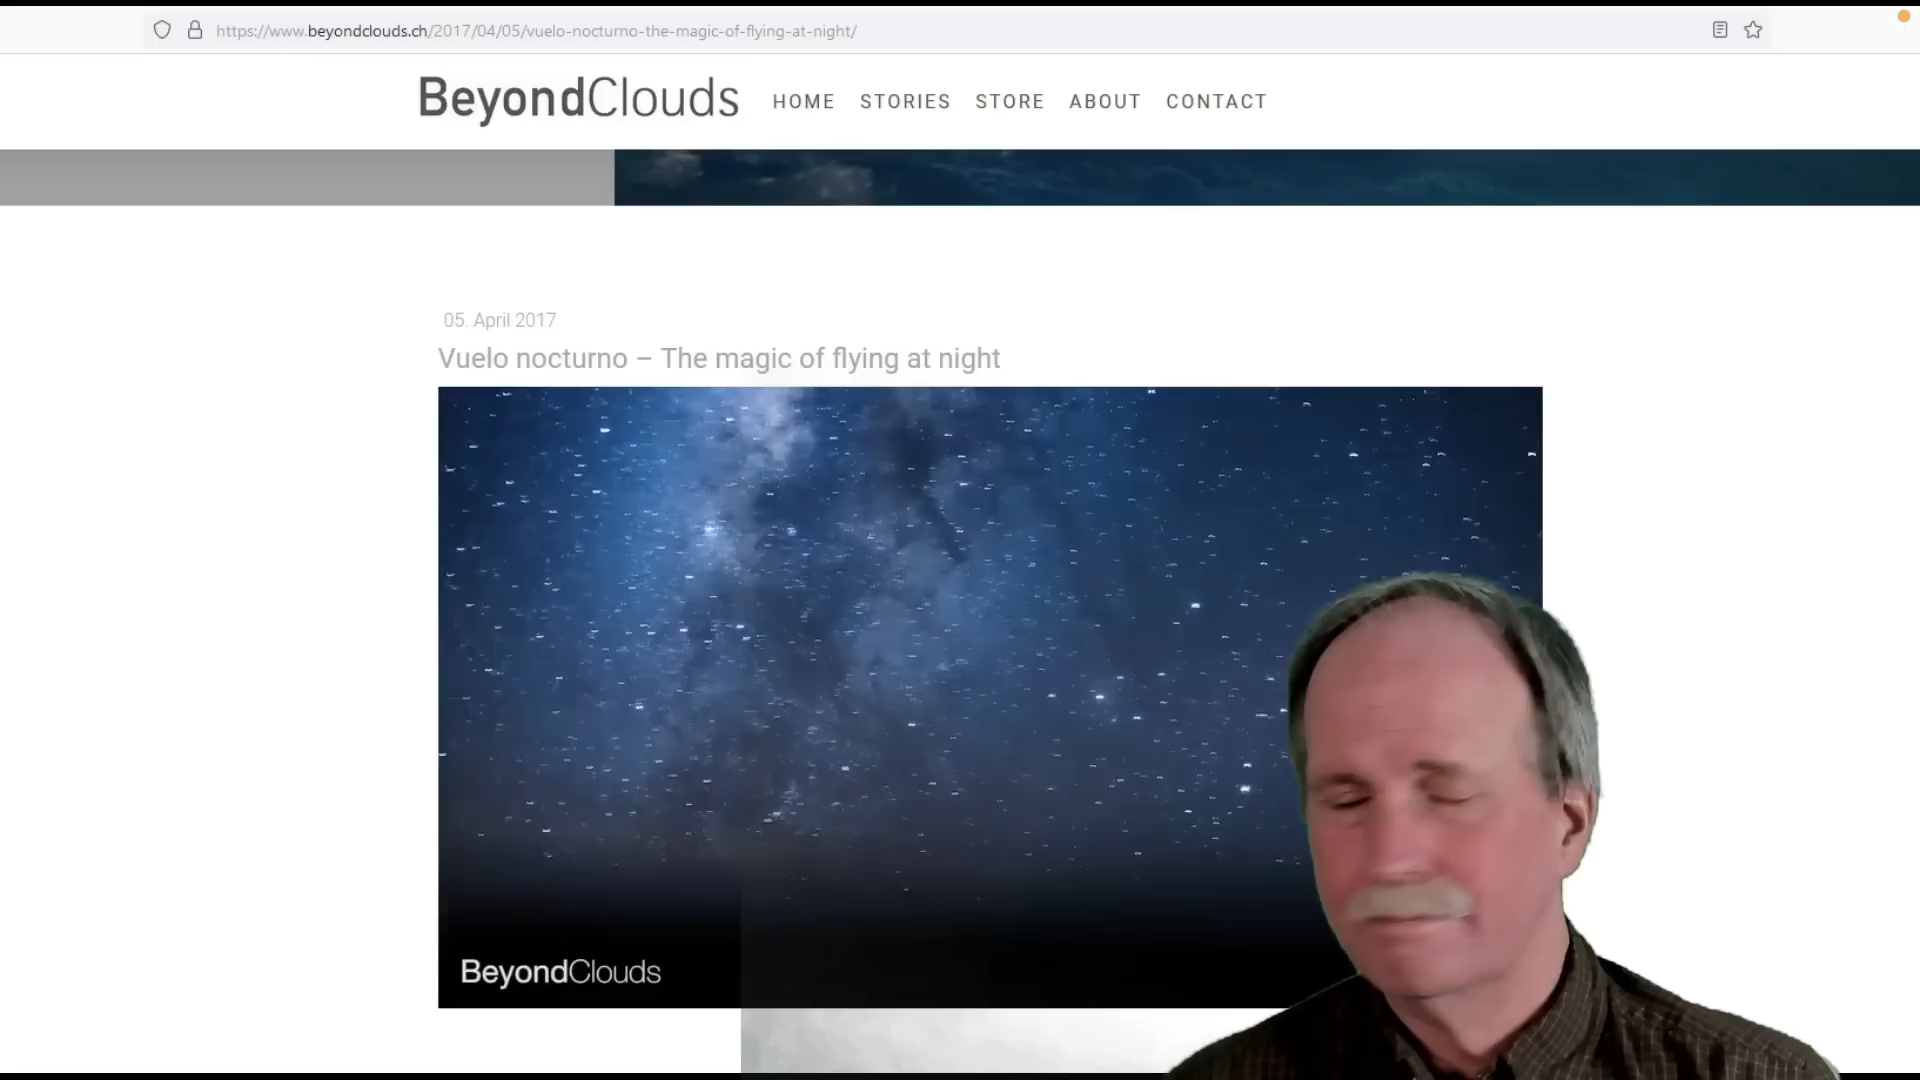 https://www.beyondclouds.ch/2017/04/05/vuelo-nocturno-the-magic-of-flying-at-night/
BeyondClouds HOME STORIES STORE ABOUT CONTACT
05. April 2017
Vuelo nocturno – The magic of flying at night
BeyondClouds